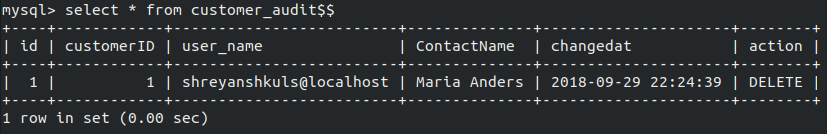 mysql> select * from customer_audit$$
+----+------------+--------------------------+--------------+---------------------+--------+
| id | customerID | user_name                | ContactName  | changedat           | action |
+----+------------+--------------------------+--------------+---------------------+--------+
|  1 |          1 | shreyanshkuls@localhost | Maria Anders | 2018-09-29 22:24:39 | DELETE |
+----+------------+--------------------------+--------------+---------------------+--------+
1 row in set (0.00 sec)